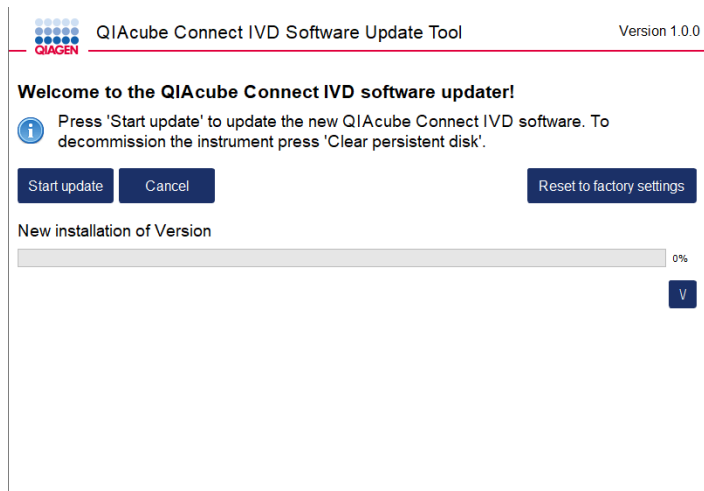 QIAGEN
QIAcube Connect IVD Software Update Tool
Version 1.0.0
Welcome to the QIAcube Connect IVD software updater!
Press 'Start update' to update the new QIAcube Connect IVD software. To
decommission the instrument press 'Clear persistent disk'.
Start update
Cancel
Reset to factory settings
New installation of Version
0%
V